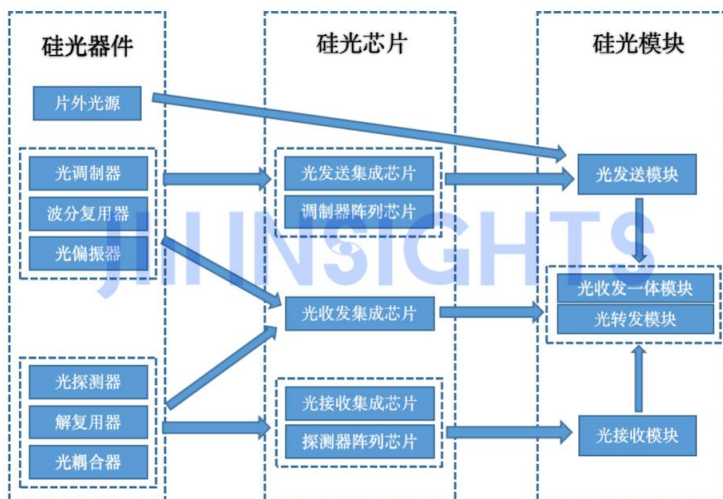 硅光器件
硅光芯片
硅光模块
片外光源
光调制器
波分复用器
光偏振器
光探测器
解复用器
光耦合器
光发送集成芯片
调制器阵列芯片
光收发集成芯片
光接收集成芯片
探测器阵列芯片
光发送模块
光收发一体模块
光转发模块
光接收模块
JIII INSIGHTS